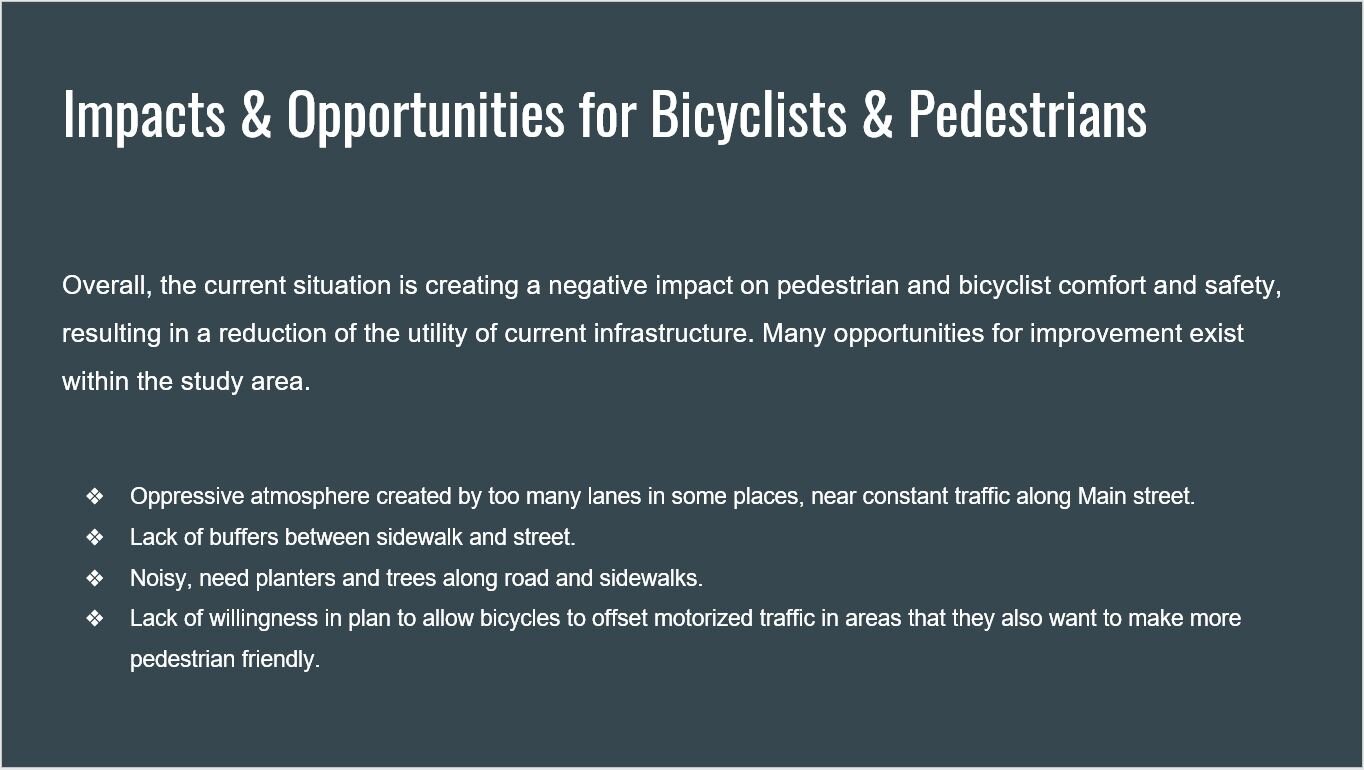 Impacts & Opportunities for Bicyclists & Pedestrians
Overall, the current situation is creating a negative impact on pedestrian and bicyclist comfort and safety,
resulting in a reduction of the utility of current infrastructure. Many opportunities for improvement exist
within the study area.
❖ Oppressive atmosphere created by too many lanes in some places, near constant traffic along Main street.
❖ Lack of buffers between sidewalk and street.
❖ Noisy, need planters and trees along road and sidewalks.
❖ Lack of willingness in plan to allow bicycles to offset motorized traffic in areas that they also want to make more
pedestrian friendly.